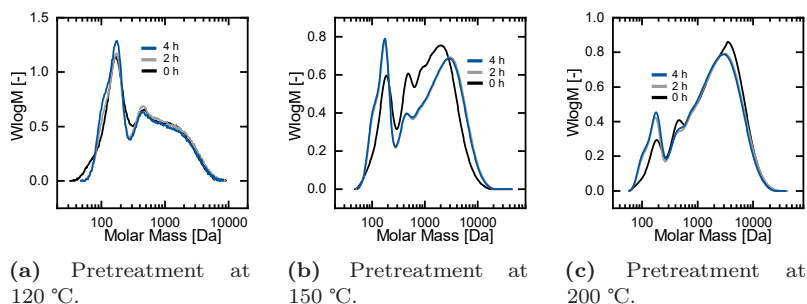 (a)
WlogM [-]
1.5
1.0
0.5
0.0
4 h
2 h
0 h
100
1000
10000
Molar Mass [Da]
(b)
WlogM [-]
0.8
0.6
0.4
0.2
0.0
4 h
2 h
0 h
100
1000
10000
Molar Mass [Da]
(c)
WlogM [-]
1.0
0.8
0.6
0.4
0.2
0.0
4 h
2 h
0 h
100
1000
10000
Molar Mass [Da]
(a) Pretreatment at
120 °C.
(b) Pretreatment at
150 °C.
(c) Pretreatment at
200 °C.